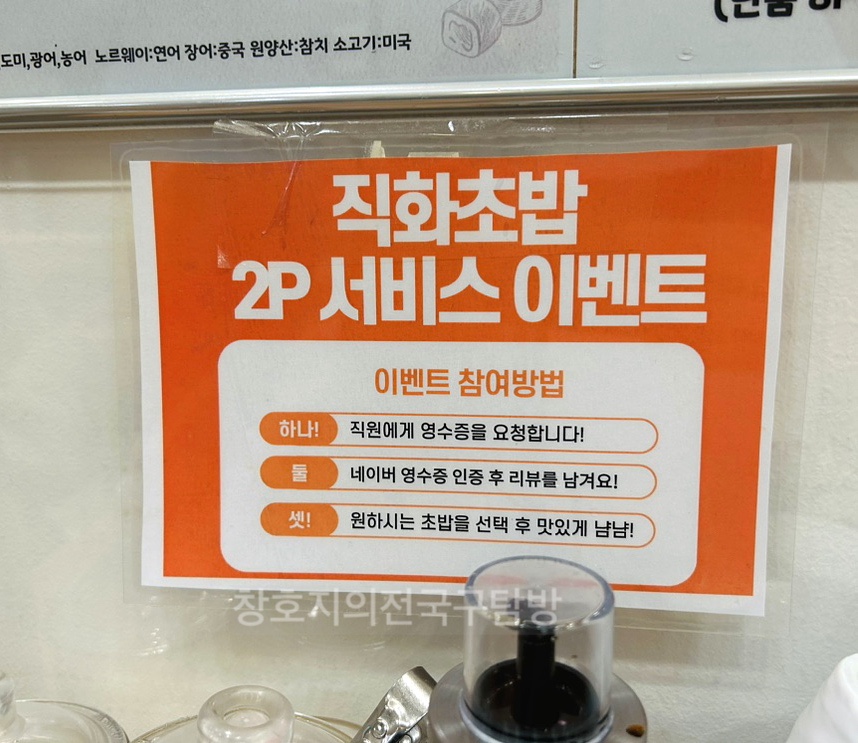 도미,광어,농어 노르웨이:연어 장어:중국 원양산:참치 소고기:미국
직화초밥
2P 서비스 이벤트
이벤트 참여방법
하나! 직원에게 영수증을 요청합니다!
둘 네이버 영수증 인증 후 리뷰를 남겨요!
셋! 원하시는 초밥을 선택 후 맛있게 냠냠!
창호지의전국구탐방